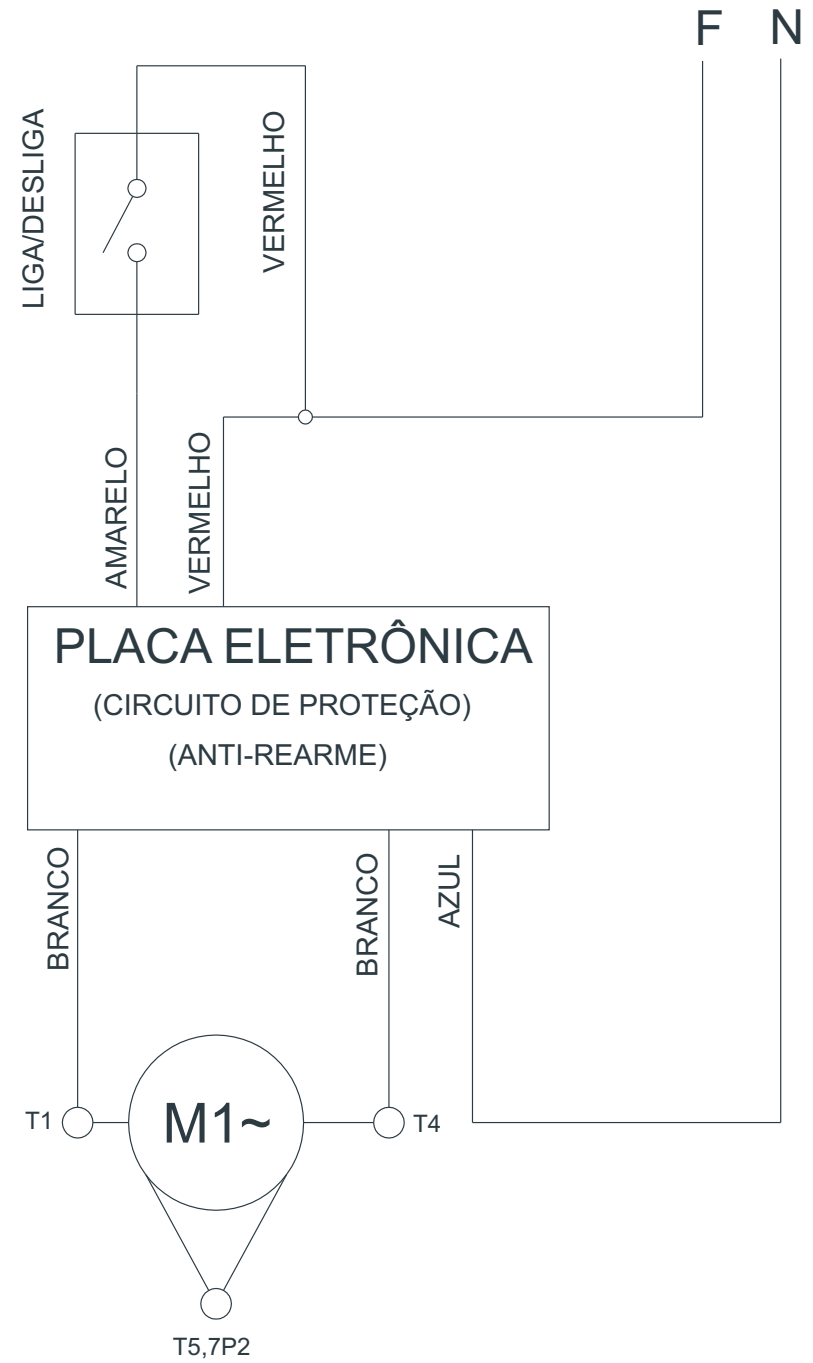 F N
LIGA/DESLIGA
VERMELHO
AMARELO
VERMELHO
PLACA ELETRÔNICA
(CIRCUITO DE PROTEÇÃO)
(ANTI-REARME)
BRANCO
BRANCO
AZUL
T1
M1~
T4
T5,7P2